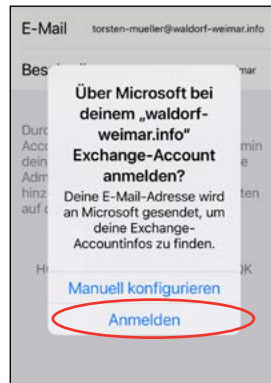 E-Mail torsten-mueller@waldorf-weimar.info
Über Microsoft bei
deinem „waldorf-
weimar.info"
Exchange-Account
anmelden?
Deine E-Mail-Adresse wird
an Microsoft gesendet, um
deine Exchange-
Accountinfos zu finden.
Manuell konfigurieren
Anmelden